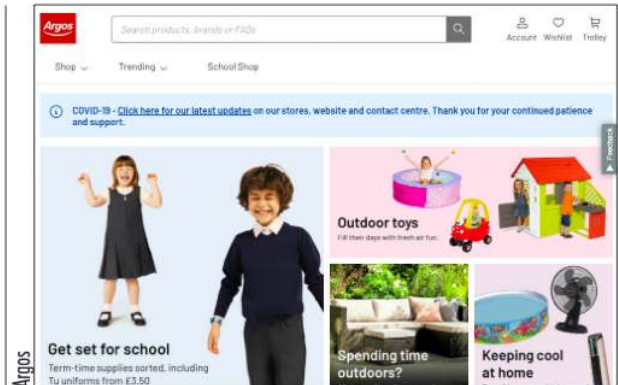 Argos
Search products, brands or FAQs
Account Wishlist Trolley
Shop Trending School Shop
COVID-19 - Click here for our latest updates on our stores, website and contact centre. Thank you for your continued patience
and support.
Feedback
Outdoor toys
Fill their days with fresh air fun.
Get set for school
Term-time supplies sorted, including
Tu uniforms from £3.50
Spending time
outdoors?
Keeping cool
at home
Argos